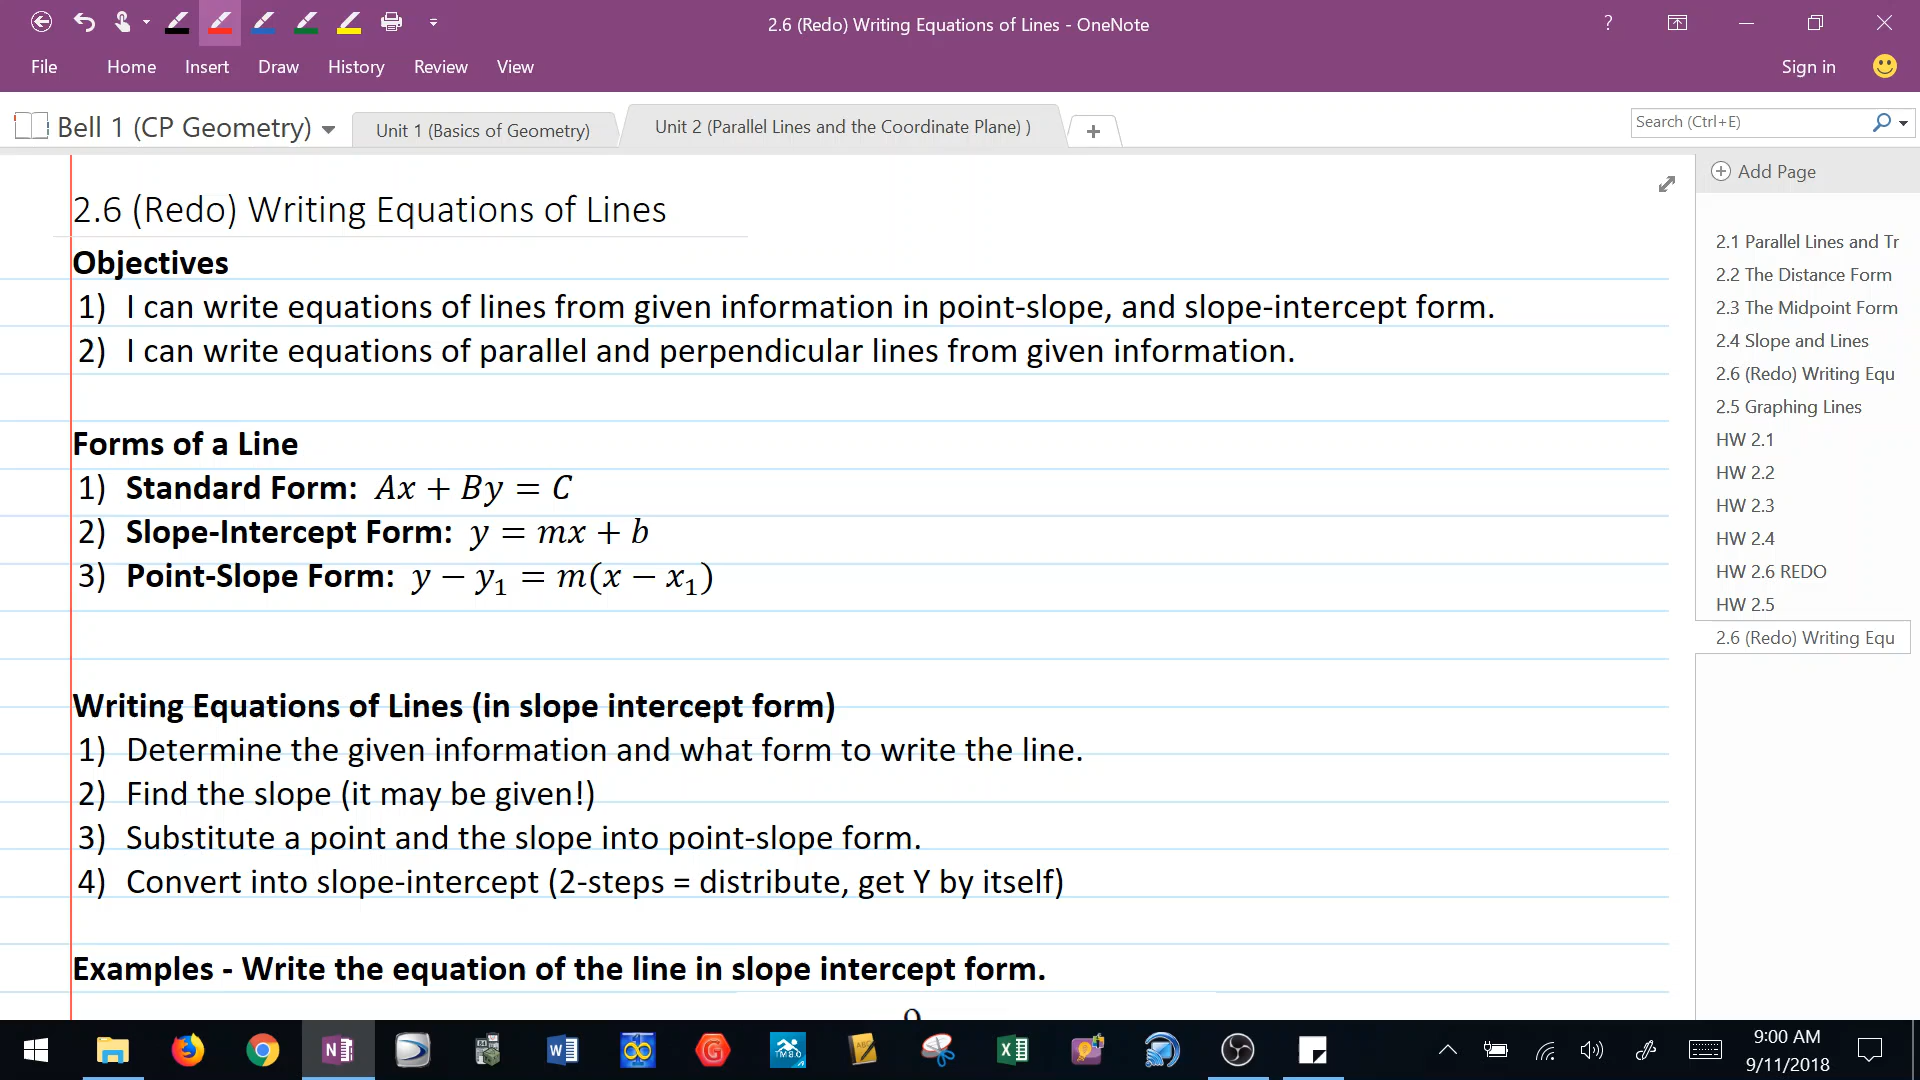 2.6 (Redo) Writing Equations of Lines - OneNote
?
File Home Insert Draw History Review View
Sign in
Bell 1 (CP Geometry)
Unit 1 (Basics of Geometry)
Unit 2 (Parallel Lines and the Coordinate Plane) )
+
Search (Ctrl+E)
2.6 (Redo) Writing Equations of Lines
Objectives
1) I can write equations of lines from given information in point-slope, and slope-intercept form.
2) I can write equations of parallel and perpendicular lines from given information.
Forms of a Line
1) Standard Form: Ax + By = C
2) Slope-Intercept Form: y = mx + b
3) Point-Slope Form: y − y₁ = m(x − x₁)
Writing Equations of Lines (in slope intercept form)
1) Determine the given information and what form to write the line.
2) Find the slope (it may be given!)
3) Substitute a point and the slope into point-slope form.
4) Convert into slope-intercept (2-steps = distribute, get Y by itself)
Examples - Write the equation of the line in slope intercept form.
Add Page
2.1 Parallel Lines and Tr
2.2 The Distance Form
2.3 The Midpoint Form
2.4 Slope and Lines
2.6 (Redo) Writing Equ
2.5 Graphing Lines
HW 2.1
HW 2.2
HW 2.3
HW 2.4
HW 2.6 REDO
HW 2.5
2.6 (Redo) Writing Equ
9:00 AM
9/11/2018